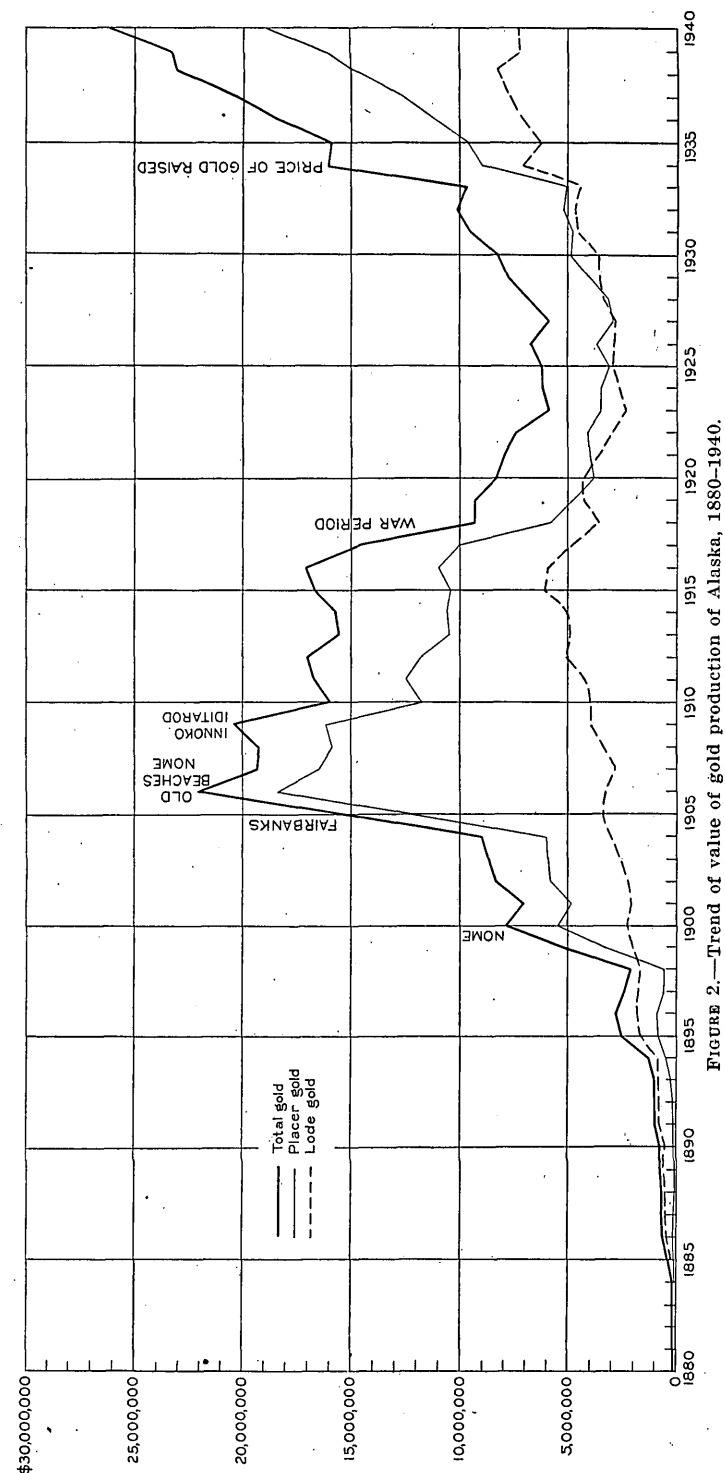 $30,000,000
25,000,000
20,000,000
15,000,000
10,000,000
5,000,000
0
Total gold
Placer gold
Lode gold
NOME
FAIRBANKS
OLD
BEACHES
NOME
INNOKO
IDITAROD
WAR PERIOD
PRICE OF GOLD RAISED
1880
1885
1890
1895
1900
1905
1910
1915
1920
1925
1930
1935
1940
FIGURE 2.—Trend of value of gold production of Alaska, 1880–1940.